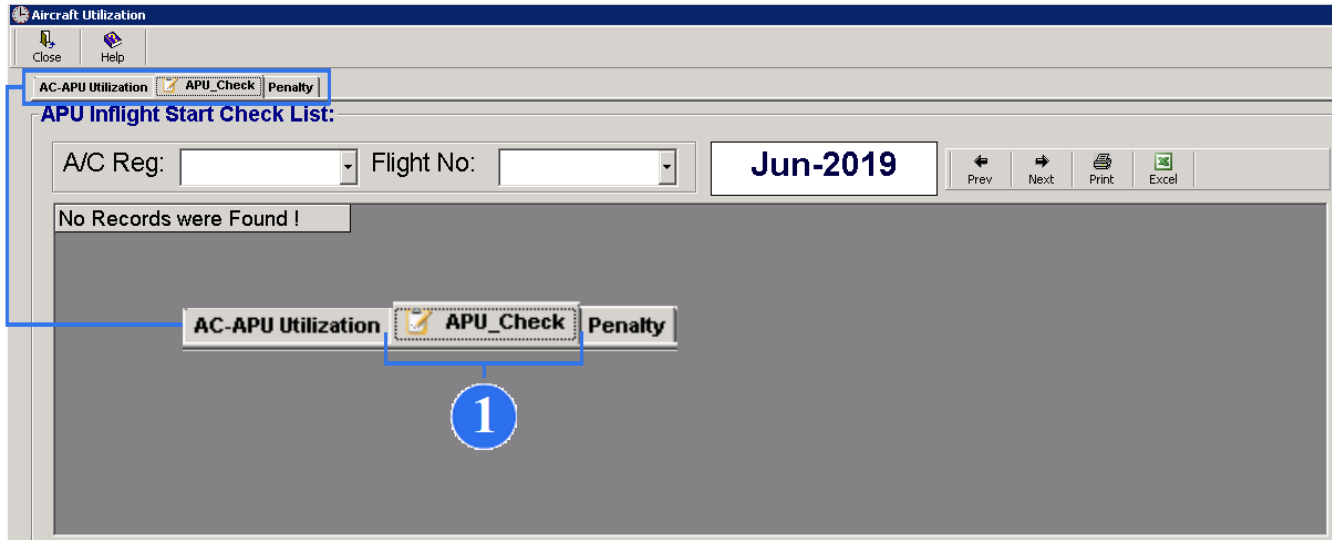 Aircraft Utilization
Close Help
AC-APU Utilization APU_Check Penalty
APU Inflight Start Check List:
A/C Reg: Flight No: Jun-2019 Prev Next Print Excel
No Records were Found !
AC-APU Utilization APU_Check Penalty
1